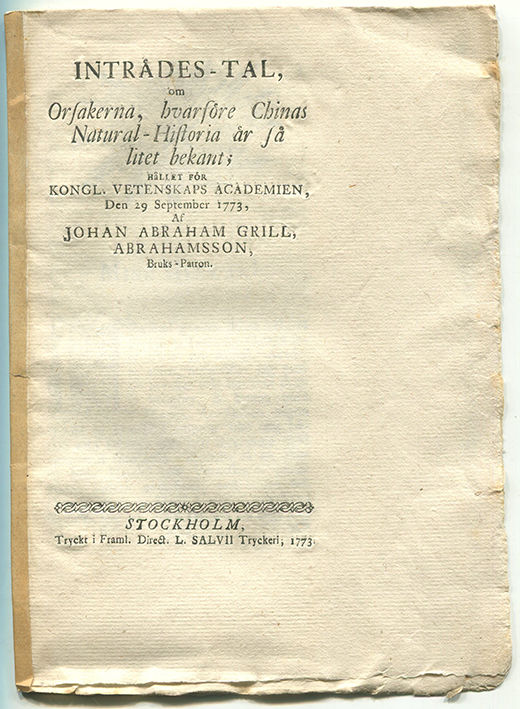 INTRÅDES-TAL,
om
Orſakerna, hvarföre Chinas
Natural-Hiſtoria är ſå
litet bekant;
HÅLLET FÖR
KONGL. VETENSKAPS ACADEMIEN,
Den 29 September 1773,
Af
JOHAN ABRAHAM GRILL,
ABRAHAMSSON,
Bruks-Patron.
STOCKHOLM,
Tryckt i Framl. Direct. L. SALVII Tryckeri, 1773.